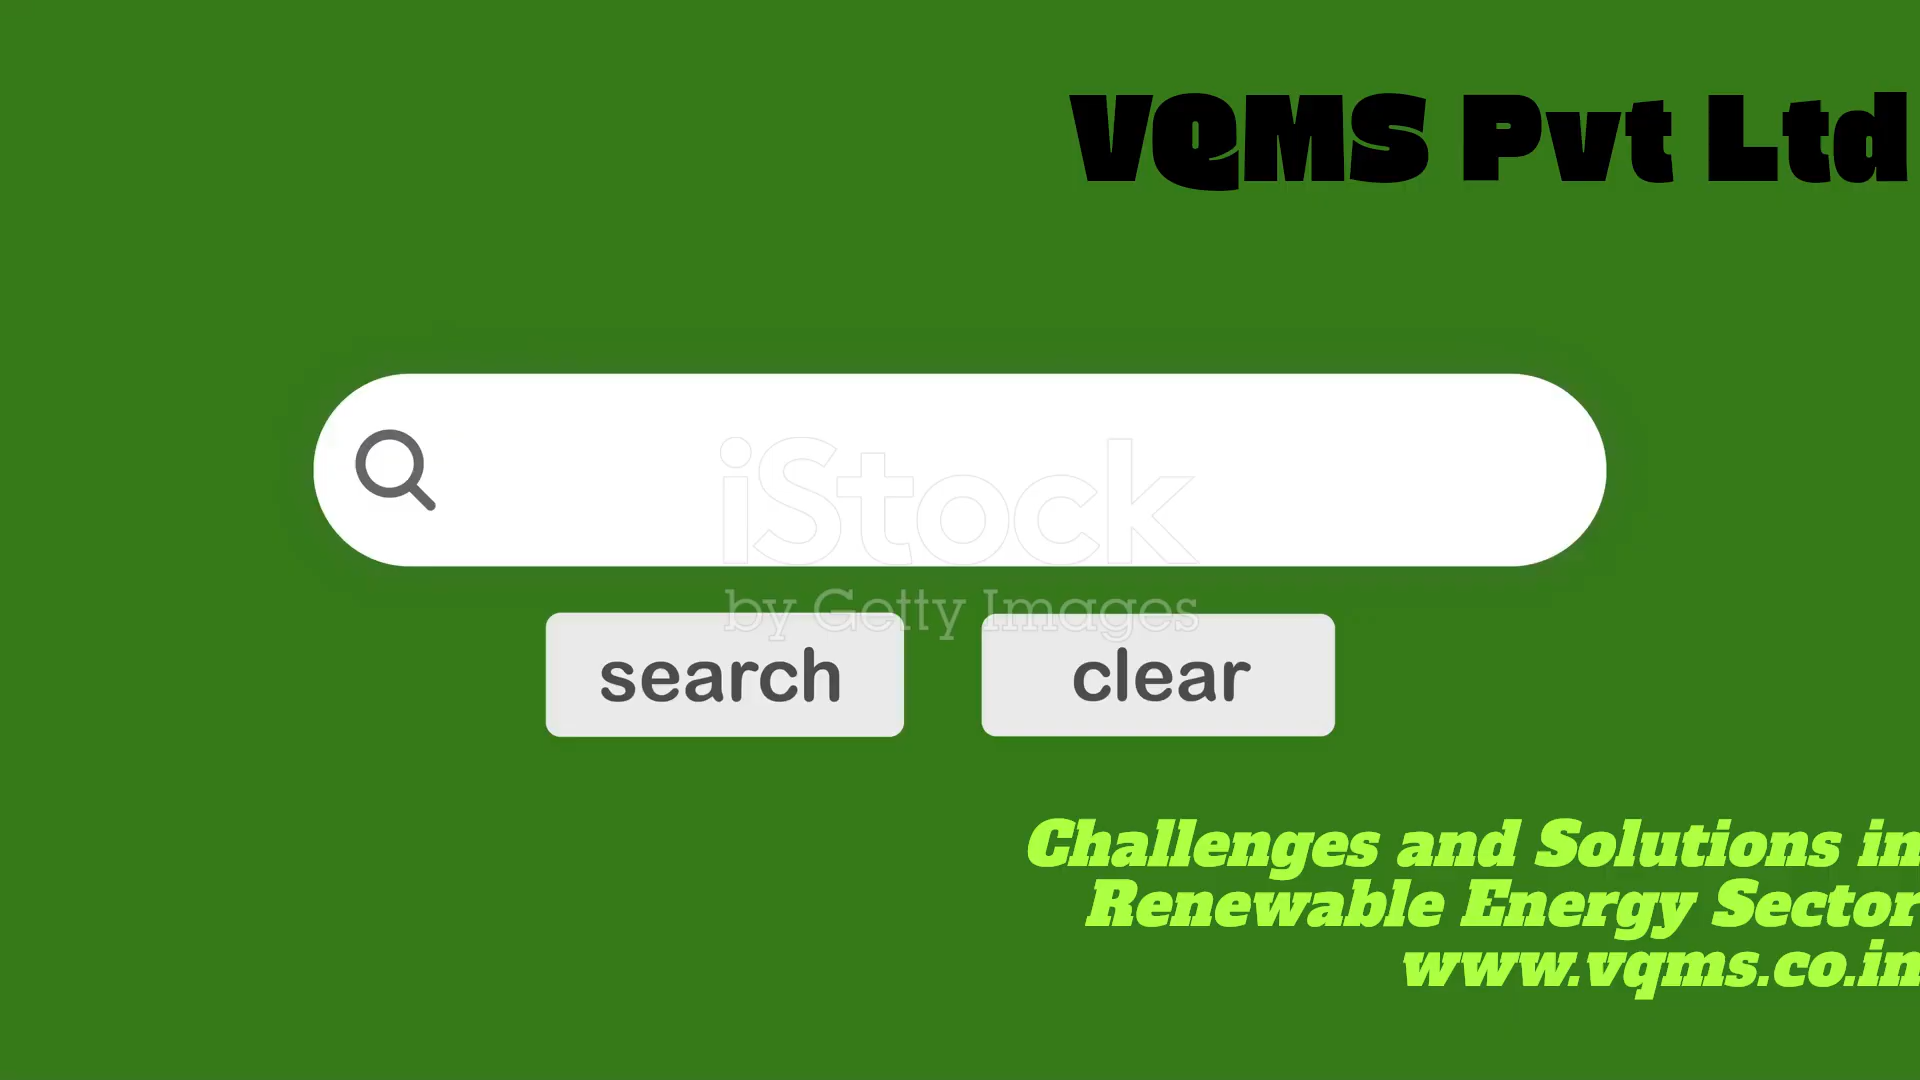 VQMS Pvt Ltd
iStock
by Getty Images
search
clear
Challenges and Solutions in
Renewable Energy Sector
www.vqms.co.in